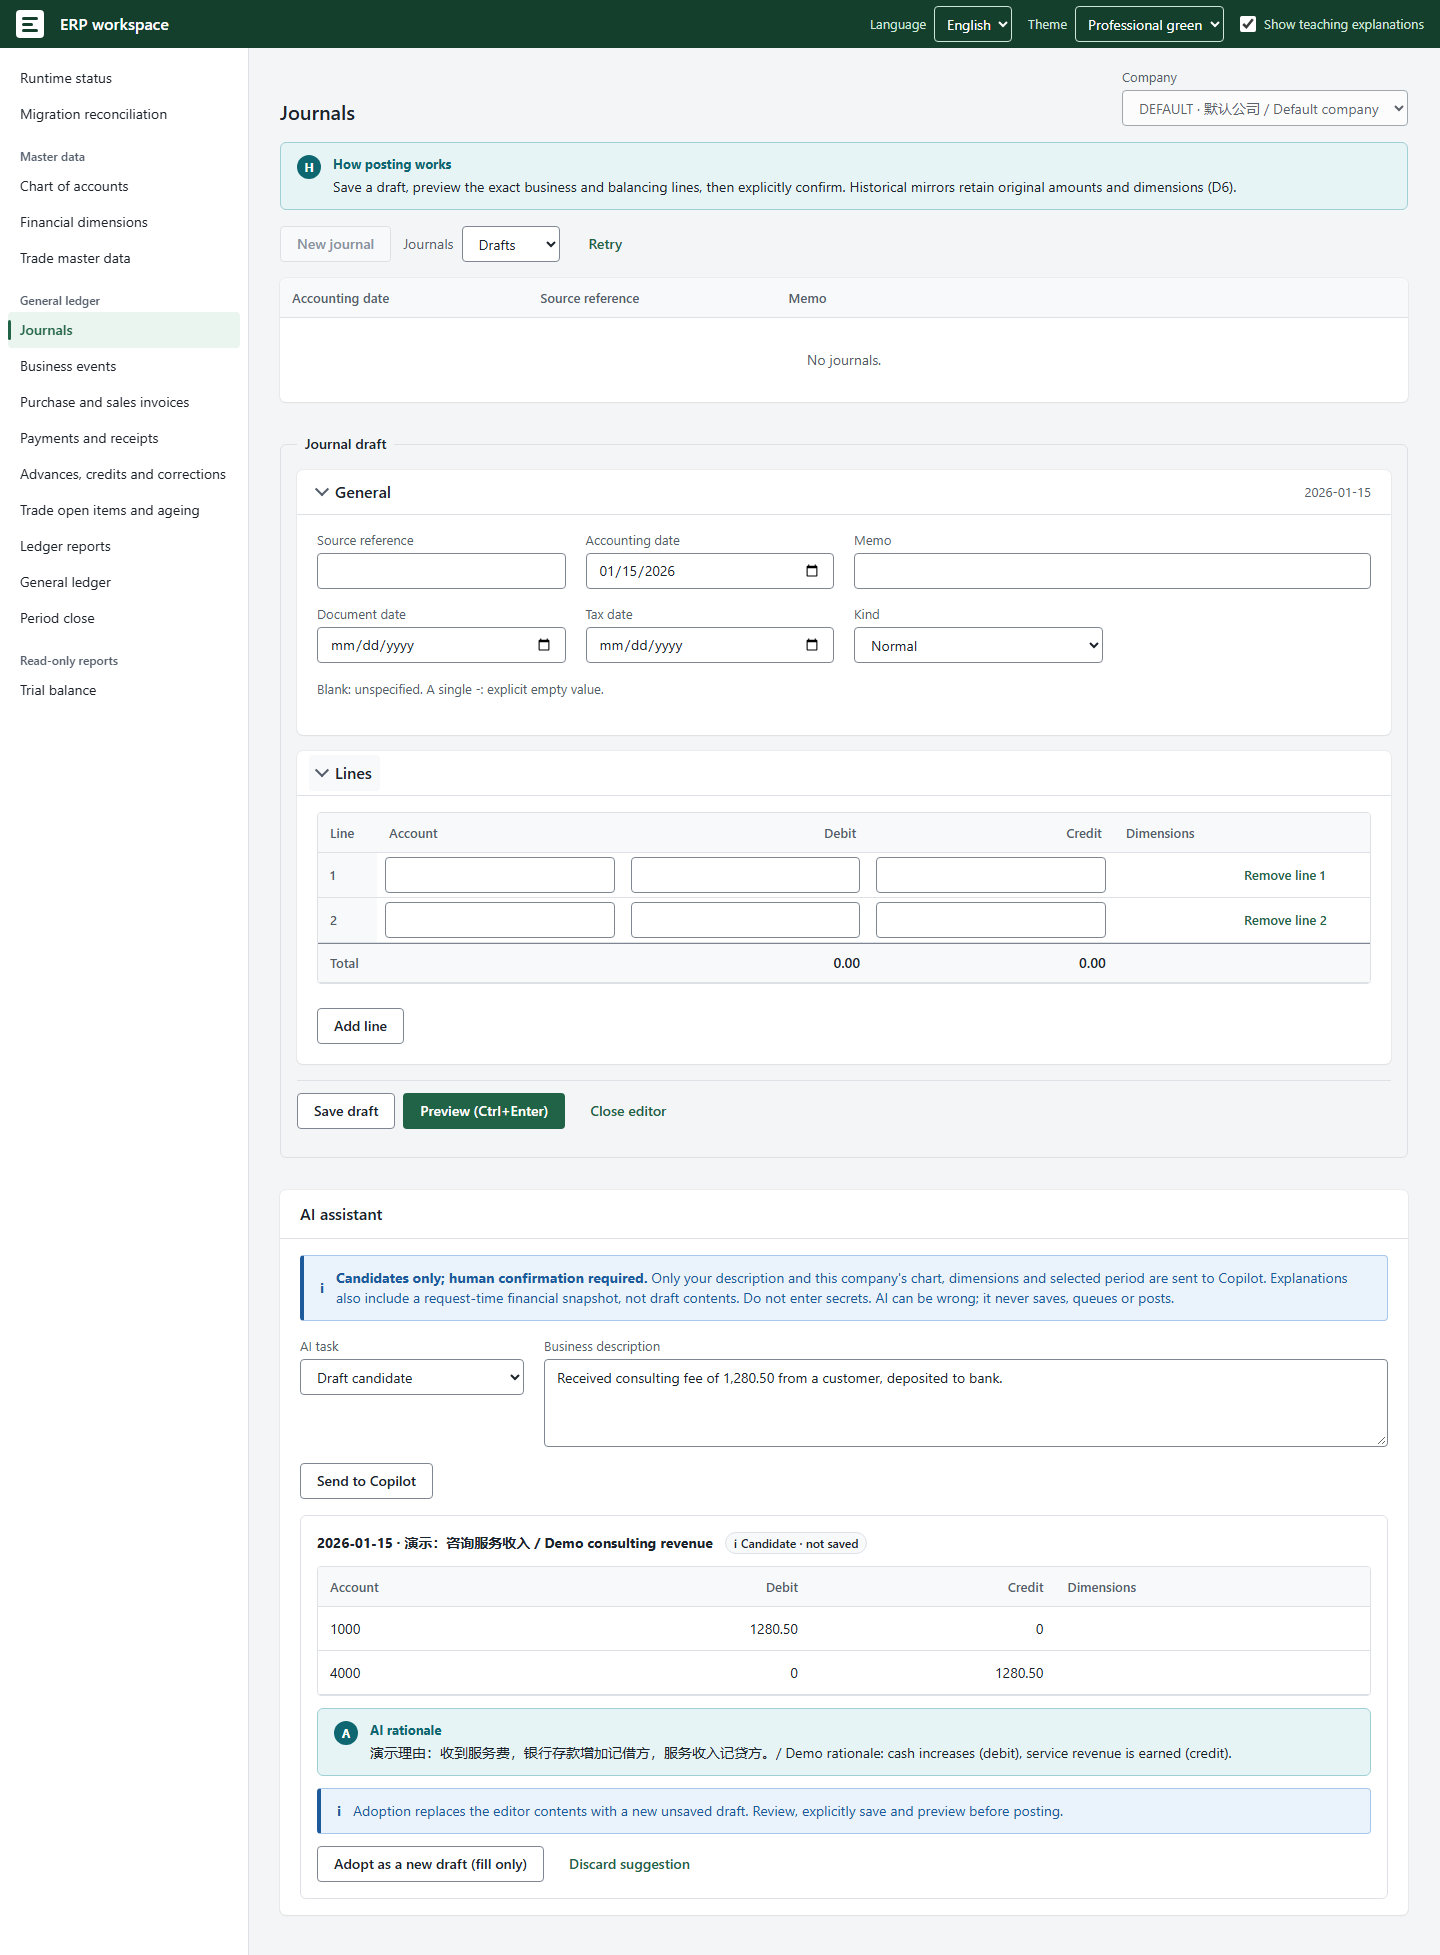 ERP workspace
Language
English
Theme
Professional green
Show teaching explanations
Runtime status
Migration reconciliation
Master data
Chart of accounts
Financial dimensions
Trade master data
General ledger
Journals
Business events
Purchase and sales invoices
Payments and receipts
Advances, credits and corrections
Trade open items and ageing
Ledger reports
General ledger
Period close
Read-only reports
Trial balance
Journals
Company
DEFAULT · 默认公司 / Default company
H
How posting works
Save a draft, preview the exact business and balancing lines, then explicitly confirm. Historical mirrors retain original amounts and dimensions (D6).
New journal
Journals
Drafts
Retry
Accounting date Source reference Memo
No journals.
Journal draft
General
2026-01-15
Source reference Accounting date Memo
01/15/2026
Document date Tax date Kind
mm/dd/yyyy mm/dd/yyyy Normal
Blank: unspecified. A single -: explicit empty value.
Lines
Line Account Debit Credit Dimensions
1 Remove line 1
2 Remove line 2
Total 0.00 0.00
Add line
Save draft
Preview (Ctrl+Enter)
Close editor
AI assistant
i
Candidates only; human confirmation required. Only your description and this company's chart, dimensions and selected period are sent to Copilot. Explanations
also include a request-time financial snapshot, not draft contents. Do not enter secrets. AI can be wrong; it never saves, queues or posts.
AI task Business description
Draft candidate
Received consulting fee of 1,280.50 from a customer, deposited to bank.
Send to Copilot
2026-01-15 · 演示：咨询服务收入 / Demo consulting revenue
i Candidate · not saved
Account Debit Credit Dimensions
1000 1280.50 0
4000 0 1280.50
A
AI rationale
演示理由：收到服务费，银行存款增加记借方，服务收入记贷方。/ Demo rationale: cash increases (debit), service revenue is earned (credit).
i Adoption replaces the editor contents with a new unsaved draft. Review, explicitly save and preview before posting.
Adopt as a new draft (fill only)
Discard suggestion